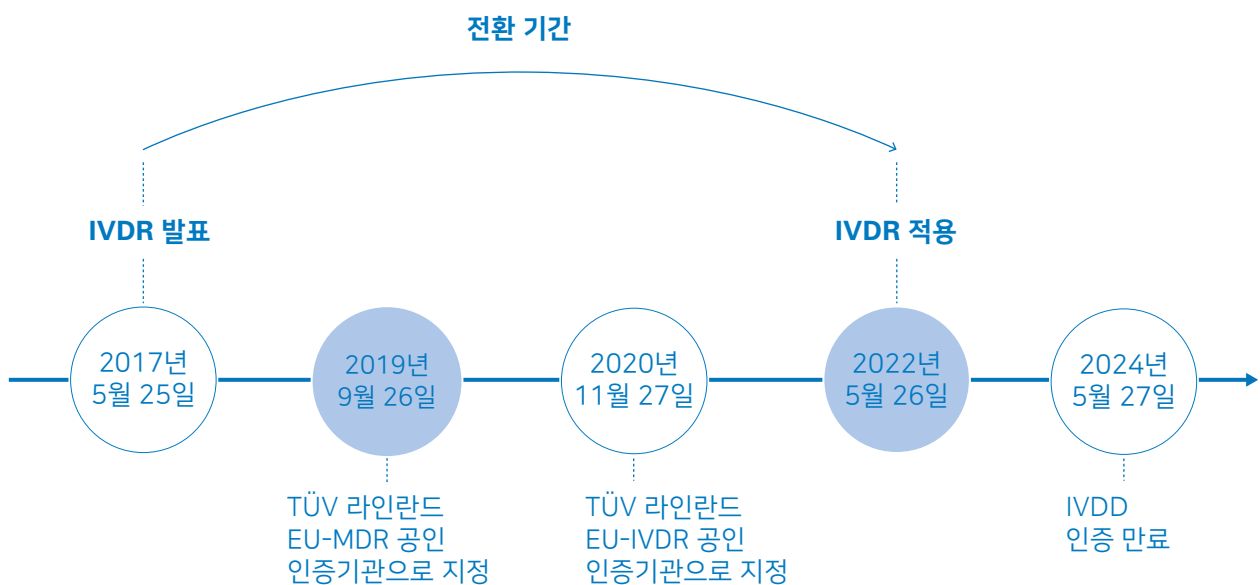 전환 기간
IVDR 발표
IVDR 적용
2017년
5월 25일
2019년
9월 26일
2020년
11월 27일
2022년
5월 26일
2024년
5월 27일
TÜV 라인란드
EU-MDR 공인
인증기관으로 지정
TÜV 라인란드
EU-IVDR 공인
인증기관으로 지정
IVDD
인증 만료